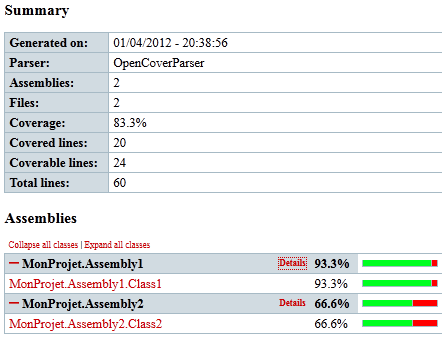 Summary
Generated on: 01/04/2012 - 20:38:56
Parser: OpenCoverParser
Assemblies: 2
Files: 2
Coverage: 83.3%
Covered lines: 20
Coverable lines: 24
Total lines: 60
Assemblies
Collapse all classes | Expand all classes
MonProjet.Assembly1 Details 93.3%
MonProjet.Assembly1.Class1 93.3%
MonProjet.Assembly2 Details 66.6%
MonProjet.Assembly2.Class2 66.6%